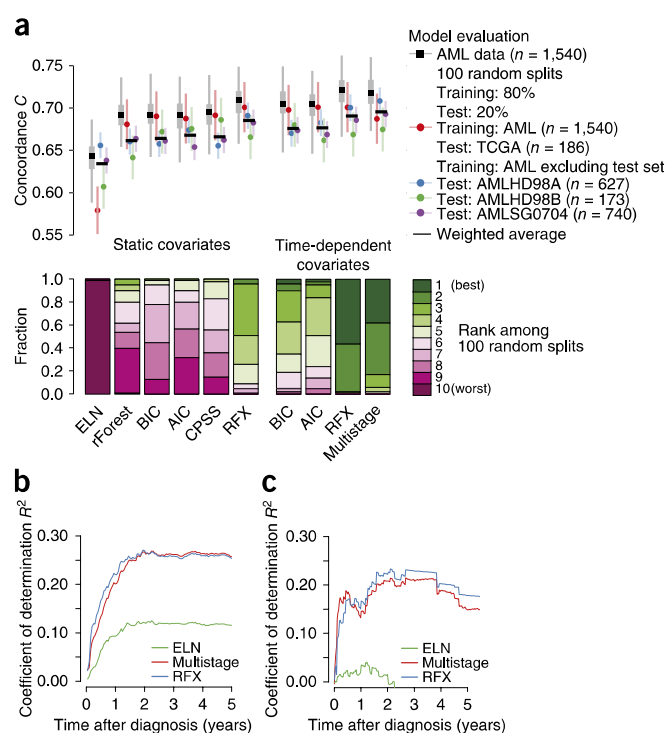 a
Concordance C
0.75
0.70
0.65
0.60
0.55
Static covariates
Time-dependent
covariates
Model evaluation
AML data (n = 1,540)
100 random splits
Training: 80%
Test: 20%
Training: AML (n = 1,540)
Test: TCGA (n = 186)
Training: AML excluding test set
Test: AMLHD98A (n = 627)
Test: AMLHD98B (n = 173)
Test: AMLSG0704 (n = 740)
Weighted average
Fraction
1.0
0.8
0.6
0.4
0.2
0.0
ELN
rForest
BIC
AIC
CPSS
RFX
BIC
AIC
RFX
Multistage
1 (best)
2
3
4
5
6
7
8
9
10(worst)
Rank among
100 random splits
b
Coefficient of determination R²
0.30
0.20
0.10
0.00
ELN
Multistage
RFX
0 1 2 3 4 5
Time after diagnosis (years)
c
Coefficient of determination R²
0.30
0.20
0.10
0.00
ELN
Multistage
RFX
0 1 2 3 4 5
Time after diagnosis (years)